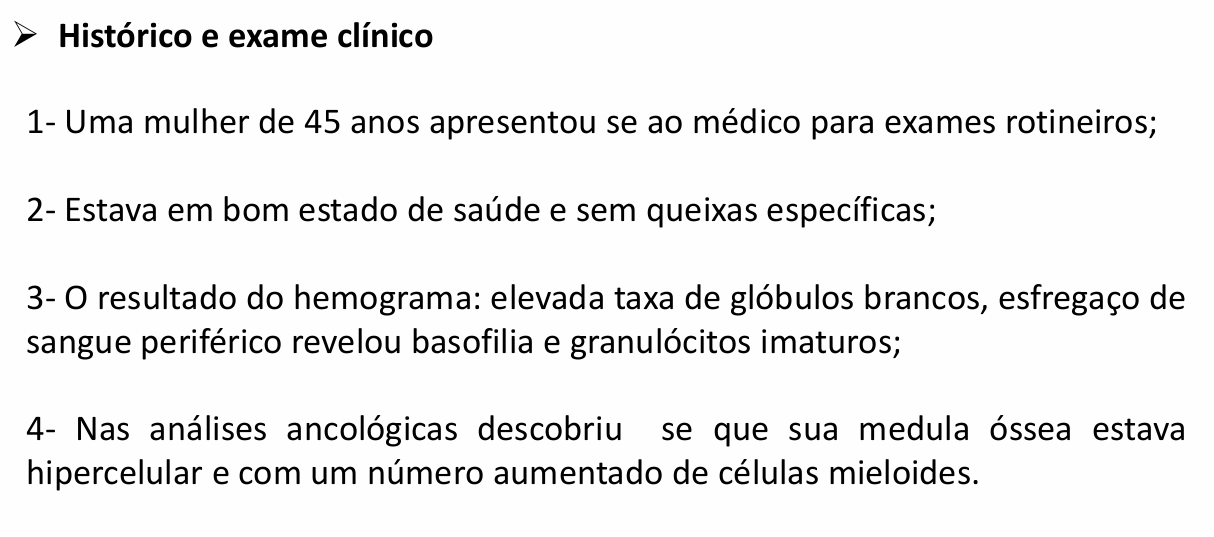 ➢ Histórico e exame clínico
1- Uma mulher de 45 anos apresentou se ao médico para exames rotineiros;
2- Estava em bom estado de saúde e sem queixas específicas;
3- O resultado do hemograma: elevada taxa de glóbulos brancos, esfregaço de
sangue periférico revelou basofilia e granulócitos imaturos;
4- Nas análises ancológicas descobriu se que sua medula óssea estava
hipercelular e com um número aumentado de células mieloides.